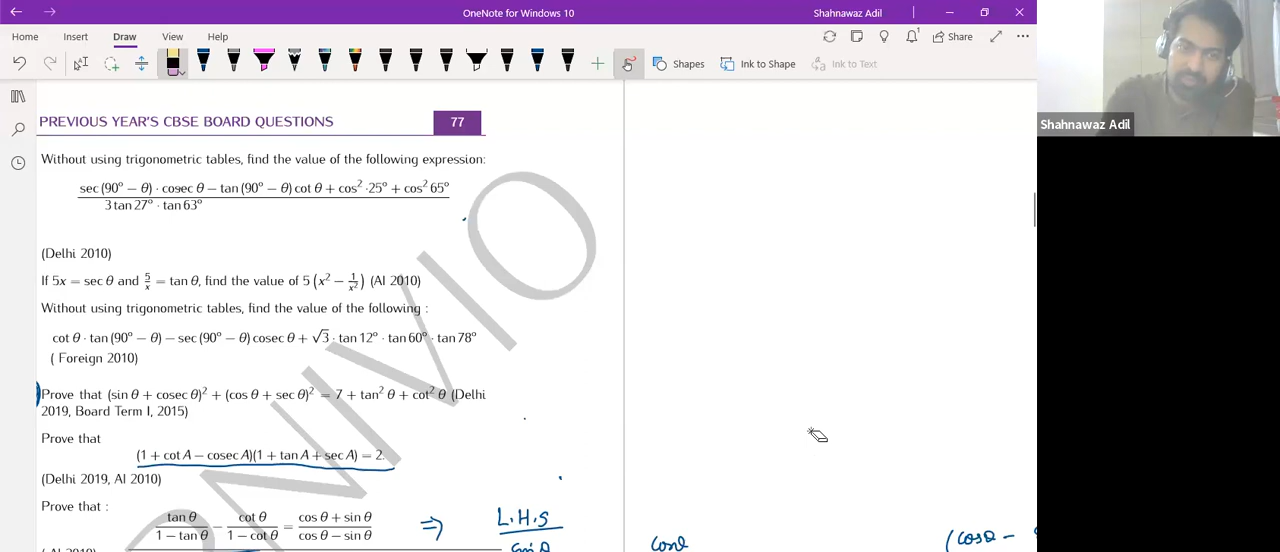 OneNote for Windows 10
Shahnawaz Adil
Home Insert Draw View Help
Share
Shapes
Ink to Shape
Ink to Text
Shahnawaz Adil
PREVIOUS YEAR'S CBSE BOARD QUESTIONS 77
Without using trigonometric tables, find the value of the following expression:
sec (90° − θ) · cosec θ − tan (90° − θ) cot θ + cos² ·25° + cos² 65°
3 tan 27° · tan 63°
(Delhi 2010)
If 5x = sec θ and 5/x = tan θ, find the value of 5 (x² − 1/x²) (AI 2010)
Without using trigonometric tables, find the value of the following :
cot θ · tan (90° − θ) − sec (90° − θ) cosec θ + √3 · tan 12° · tan 60° · tan 78°
( Foreign 2010)
Prove that (sin θ + cosec θ)² + (cos θ + sec θ)² = 7 + tan² θ + cot² θ (Delhi
2019, Board Term I, 2015)
Prove that
(1 + cot A − cosec A)(1 + tan A + sec A) = 2.
(Delhi 2019, AI 2010)
Prove that :
tan θ/(1 − tan θ) − cot θ/(1 − cot θ) = (cos θ + sin θ)/(cos θ − sin θ)
⇒ L.H.S
sinθ
cosθ
(cosθ −
(AI 2010)
OMNIVIO